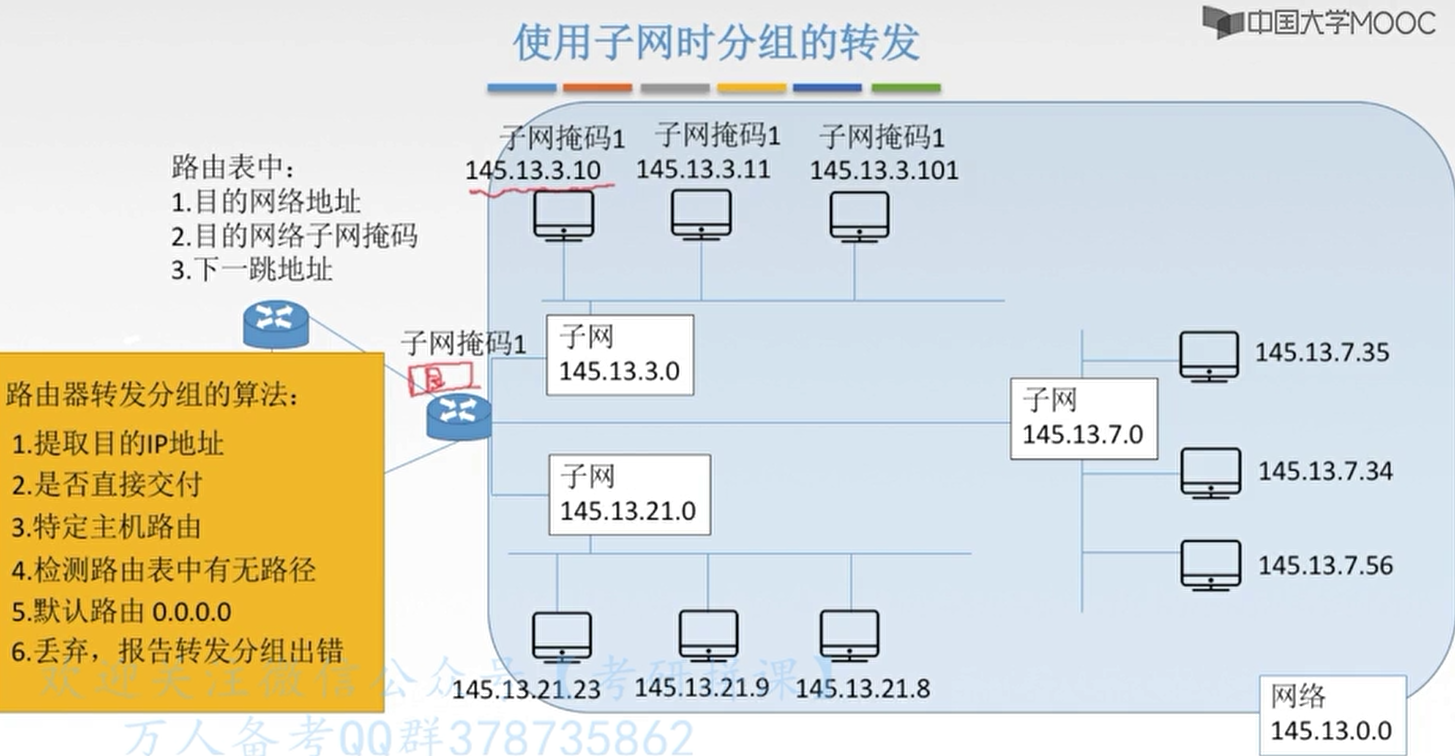 中国大学MOOC
使用子网时分组的转发
子网掩码1
145.13.3.10
子网掩码1
145.13.3.11
子网掩码1
145.13.3.101
路由表中:
1.目的网络地址
2.目的网络子网掩码
3.下一跳地址
子网掩码1
子网
145.13.3.0
子网
145.13.7.0
145.13.7.35
145.13.7.34
145.13.7.56
子网
145.13.21.0
路由器转发分组的算法:
1.提取目的IP地址
2.是否直接交付
3.特定主机路由
4.检测路由表中有无路径
5.默认路由 0.0.0.0
6.丢弃，报告转发分组出错
145.13.21.23
145.13.21.9
145.13.21.8
网络
145.13.0.0
欢迎关注微信公众号【考研择课】
万人备考QQ群378735862